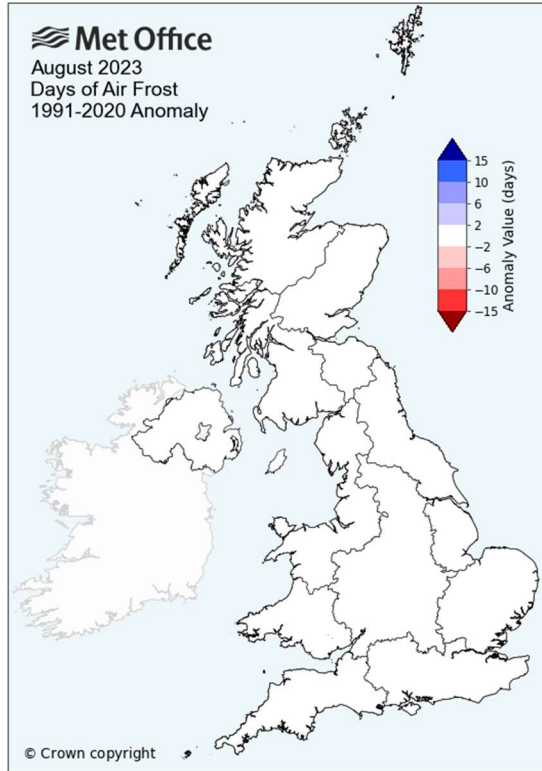 Met Office
August 2023
Days of Air Frost
1991-2020 Anomaly
15
10
6
2
−2
−6
−10
−15
Anomaly Value (days)
© Crown copyright